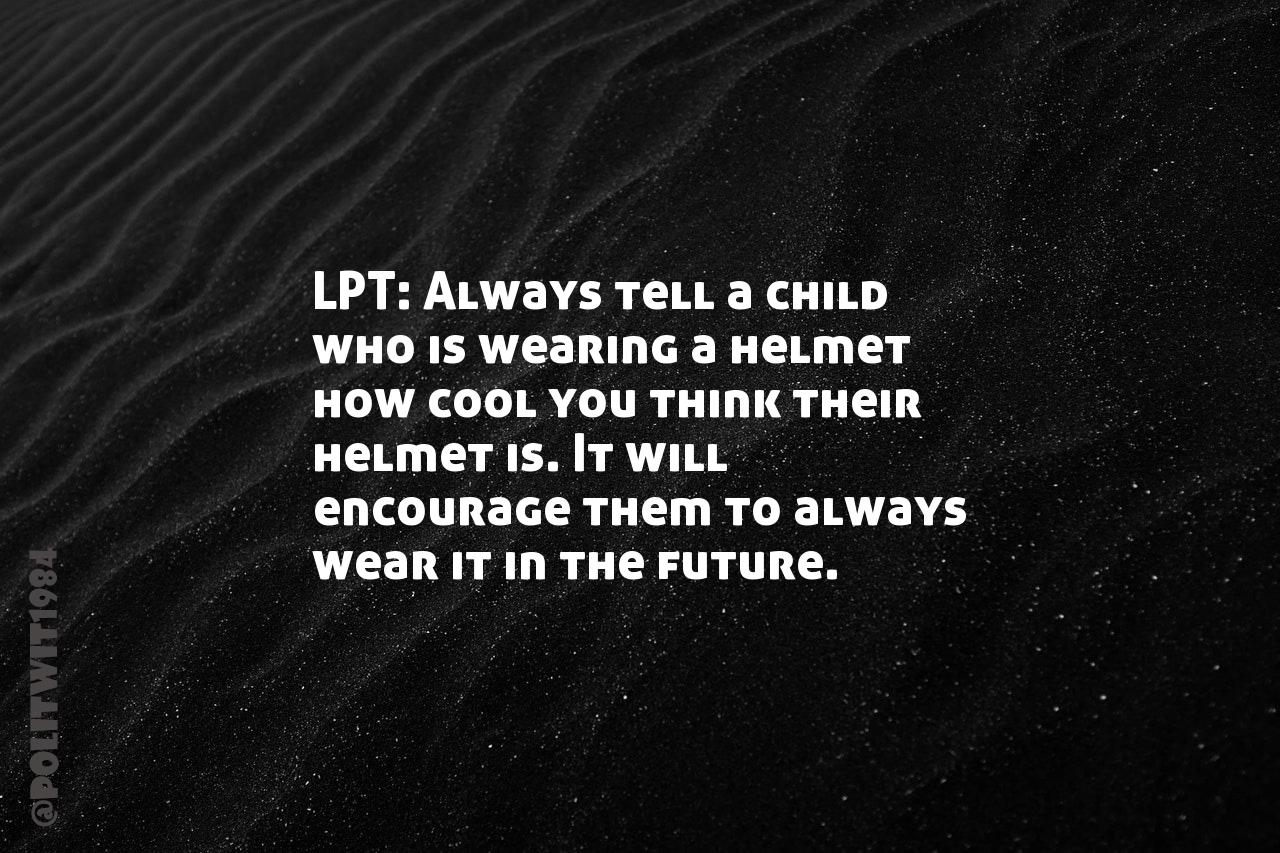 LPT: Always tell a child
who is wearing a helmet
how cool you think their
helmet is. It will
encourage them to always
wear it in the future.
@politwit1984